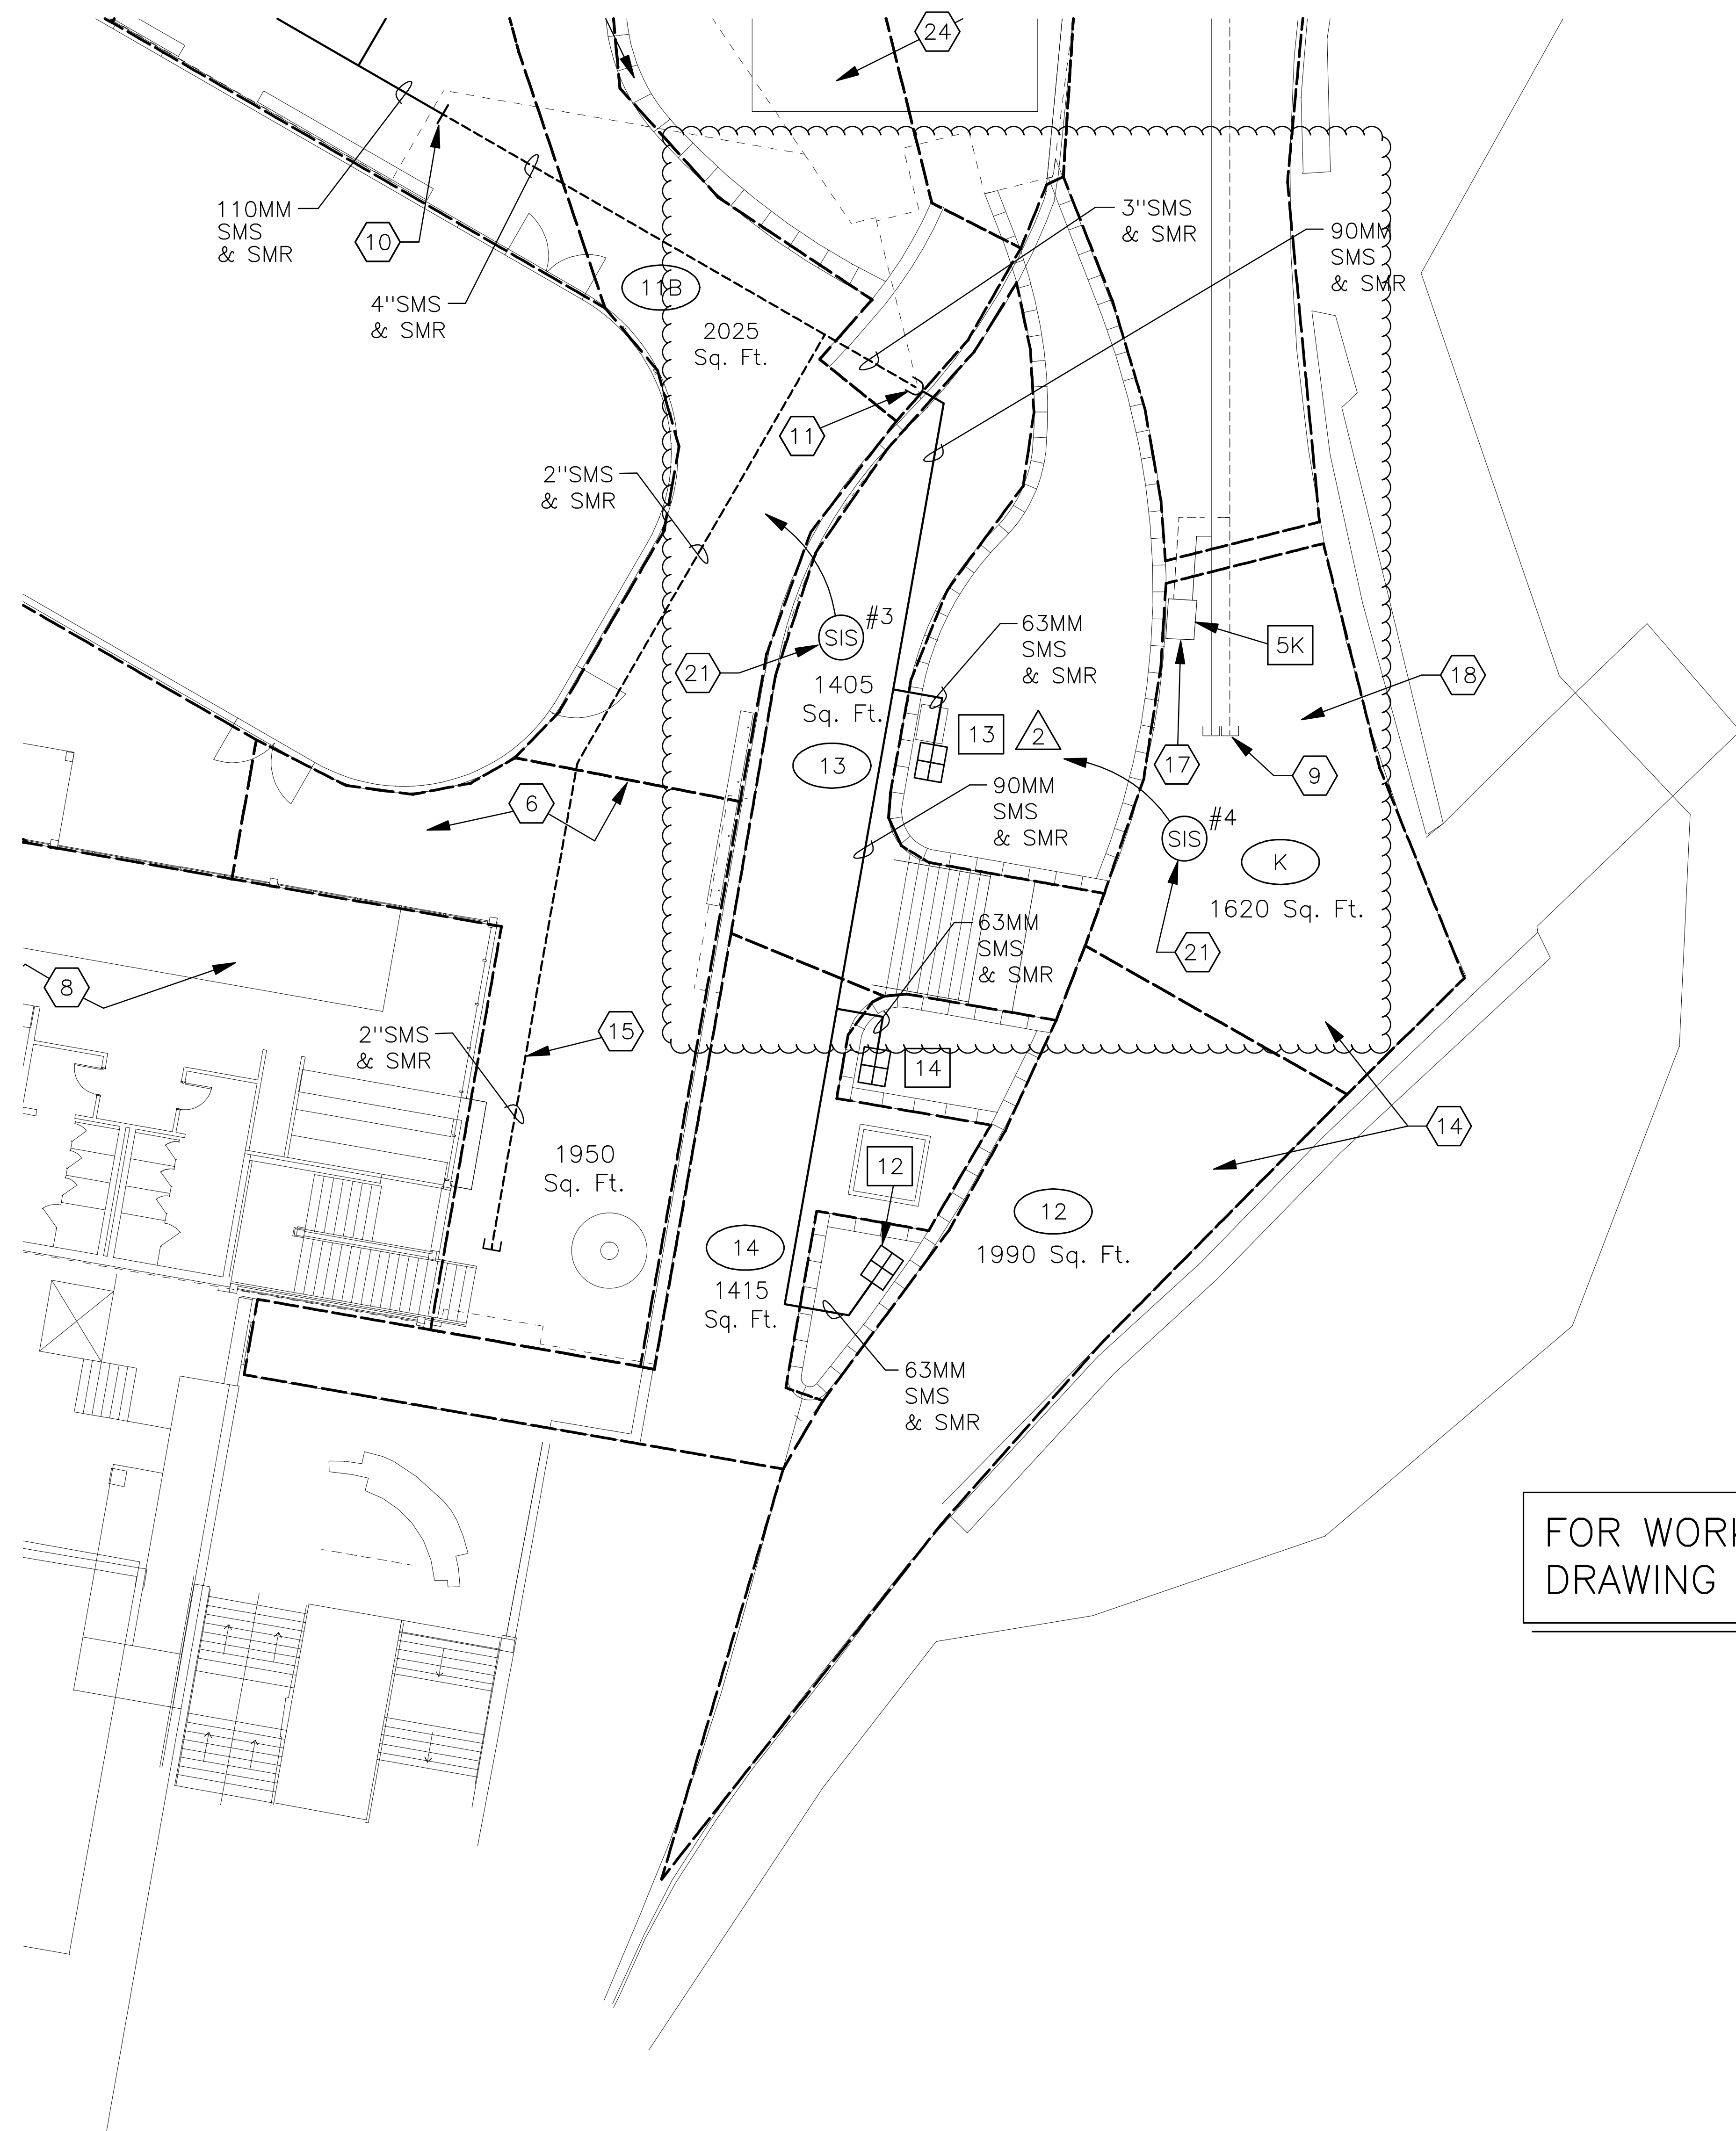 24
110MM
SMS
& SMR
10
4"SMS
& SMR
11B
2025
Sq. Ft.
3"SMS
& SMR
90MM
SMS
& SMR
11
2"SMS
& SMR
SIS
#3
21
1405
Sq. Ft.
13
63MM
SMS
& SMR
13
2
5K
18
17
9
6
90MM
SMS
& SMR
SIS
#4
K
1620 Sq. Ft.
21
8
63MM
SMS
& SMR
2"SMS
& SMR
15
14
14
1950
Sq. Ft.
12
12
1990 Sq. Ft.
14
1415
Sq. Ft.
63MM
SMS
& SMR
FOR WORK
DRAWING